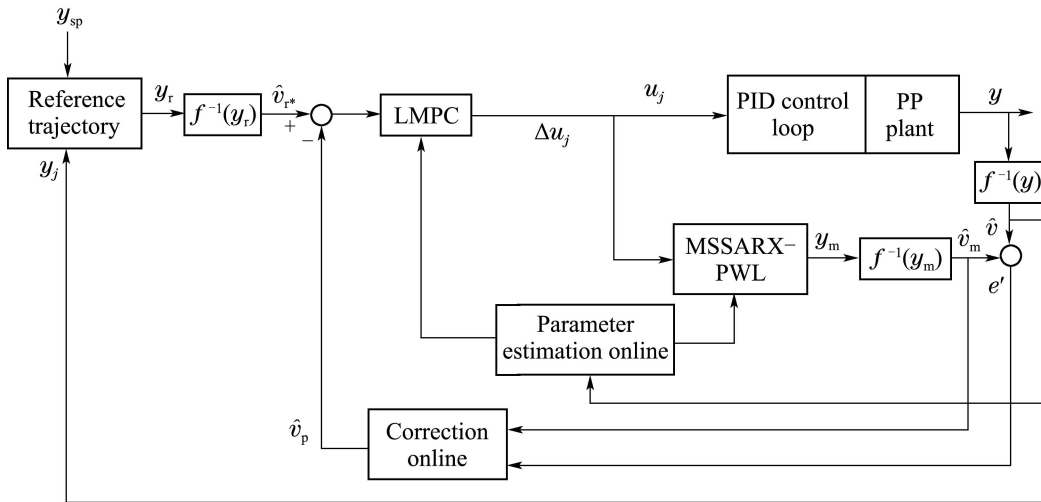 y_sp
Reference
trajectory
y_r
f⁻¹(y_r)
v̂_r*
+
−
LMPC
Δu_j
u_j
PID control
loop
PP
plant
y
f⁻¹(y)
v̂
y_j
MSSARX−
PWL
y_m
f⁻¹(y_m)
v̂_m
e′
Parameter
estimation online
v̂_p
Correction
online